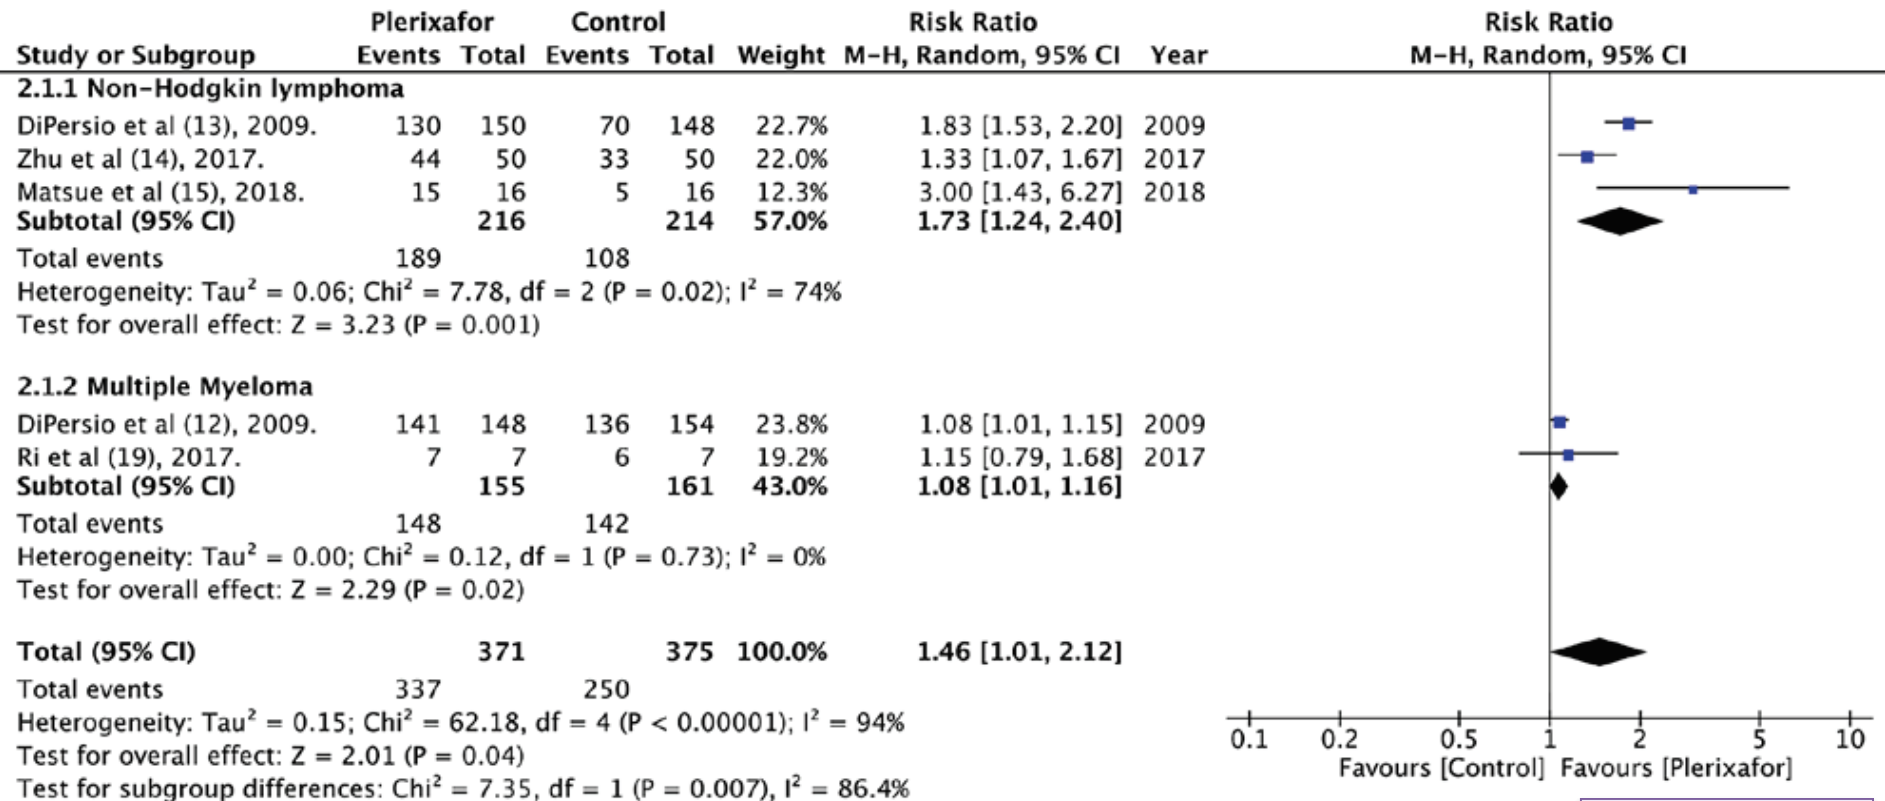 Plerixafor Control Risk Ratio Risk Ratio
Study or Subgroup Events Total Events Total Weight M-H, Random, 95% CI Year M-H, Random, 95% CI
2.1.1 Non-Hodgkin lymphoma
DiPersio et al (13), 2009. 130 150 70 148 22.7% 1.83 [1.53, 2.20] 2009
Zhu et al (14), 2017. 44 50 33 50 22.0% 1.33 [1.07, 1.67] 2017
Matsue et al (15), 2018. 15 16 5 16 12.3% 3.00 [1.43, 6.27] 2018
Subtotal (95% CI) 216 214 57.0% 1.73 [1.24, 2.40]
Total events 189 108
Heterogeneity: Tau² = 0.06; Chi² = 7.78, df = 2 (P = 0.02); I² = 74%
Test for overall effect: Z = 3.23 (P = 0.001)
2.1.2 Multiple Myeloma
DiPersio et al (12), 2009. 141 148 136 154 23.8% 1.08 [1.01, 1.15] 2009
Ri et al (19), 2017. 7 7 6 7 19.2% 1.15 [0.79, 1.68] 2017
Subtotal (95% CI) 155 161 43.0% 1.08 [1.01, 1.16]
Total events 148 142
Heterogeneity: Tau² = 0.00; Chi² = 0.12, df = 1 (P = 0.73); I² = 0%
Test for overall effect: Z = 2.29 (P = 0.02)
Total (95% CI) 371 375 100.0% 1.46 [1.01, 2.12]
Total events 337 250
Heterogeneity: Tau² = 0.15; Chi² = 62.18, df = 4 (P < 0.00001); I² = 94%
Test for overall effect: Z = 2.01 (P = 0.04)
Test for subgroup differences: Chi² = 7.35, df = 1 (P = 0.007), I² = 86.4%
0.1 0.2 0.5 1 2 5 10
Favours [Control] Favours [Plerixafor]